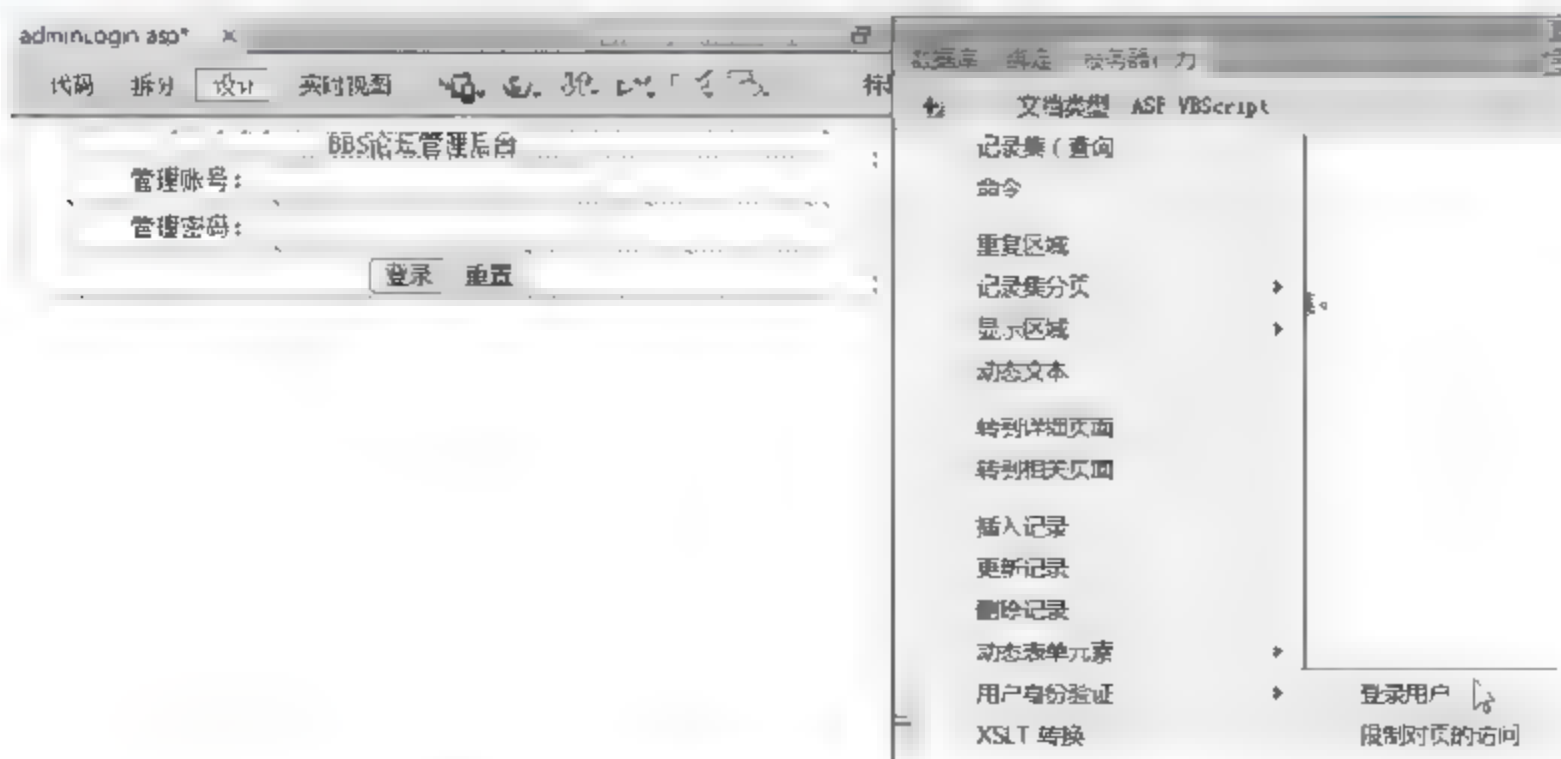 adminLogin.asp* ×
代码 拆分 设计 实时视图
BBS论坛管理后台
管理账号:
管理密码:
登录 重置
数据库 绑定
文档类型 ASP VBScript
记录集(查询
命令
重复区域
记录集分页
显示区域
动态文本
转到详细页面
转到相关页面
插入记录
更新记录
删除记录
动态表单元素
用户身份验证
登录用户
XSLT 转换
限制对页的访问